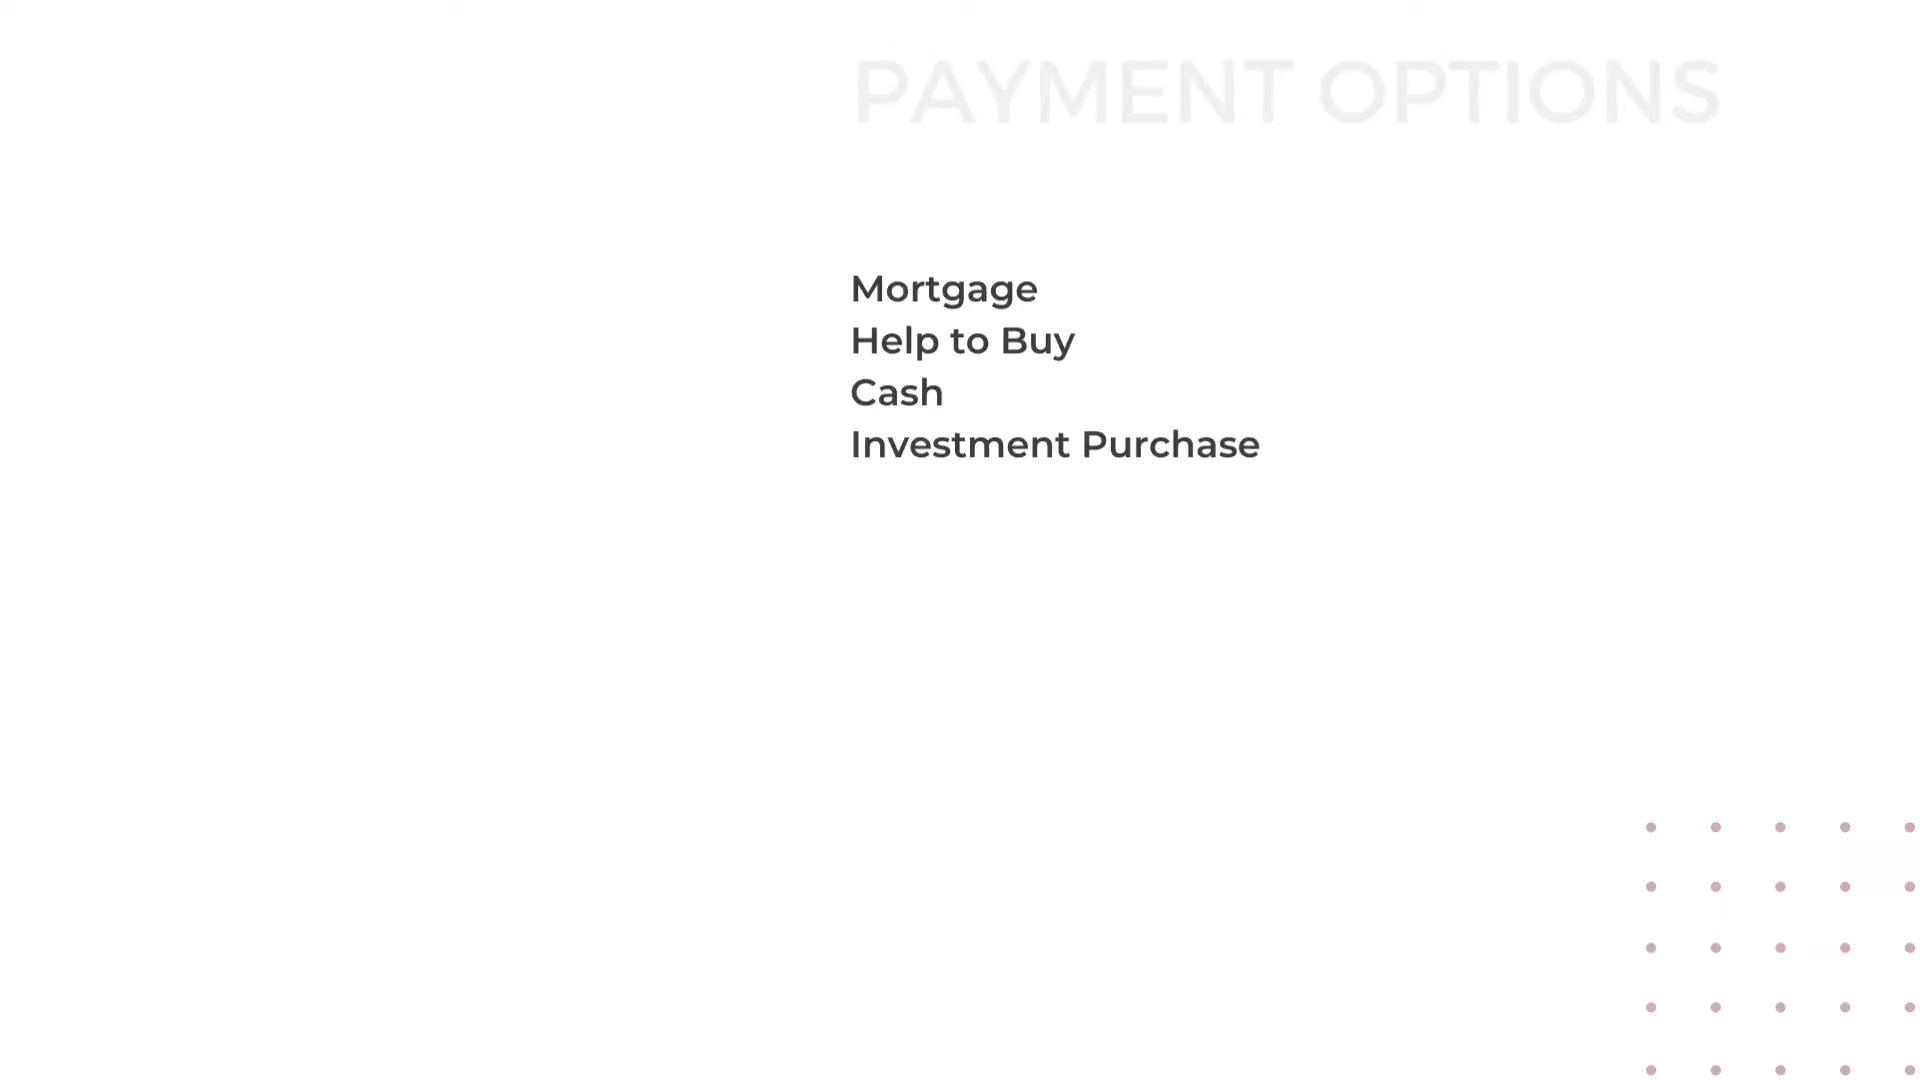 PAYMENT OPTIONS
Mortgage
Help to Buy
Cash
Investment Purchase